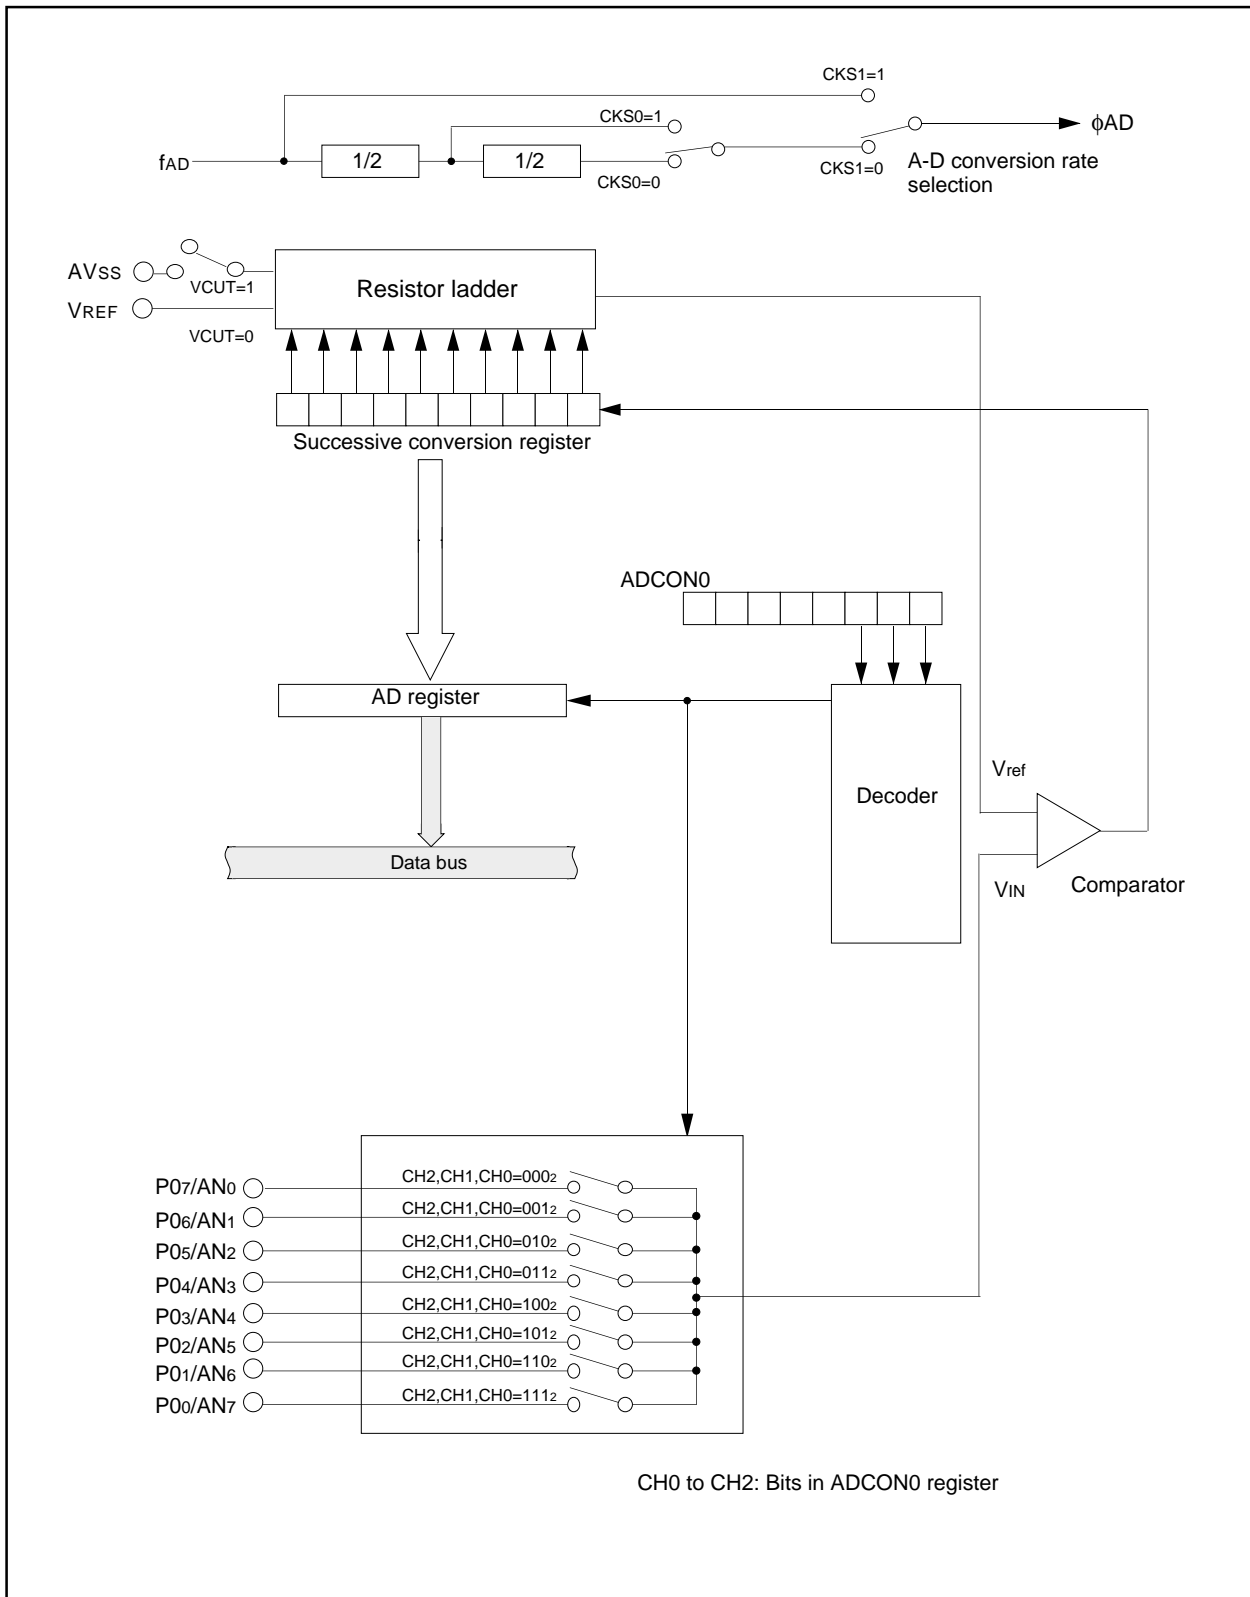 CKS1=1
CKS0=1
φAD
fAD
1/2
1/2
CKS0=0
CKS1=0
A-D conversion rate
selection
AVSS
VCUT=1
Resistor ladder
VREF
VCUT=0
Successive conversion register
ADCON0
AD register
Vref
Decoder
Data bus
VIN
Comparator
P07/AN0
CH2,CH1,CH0=0002
P06/AN1
CH2,CH1,CH0=0012
P05/AN2
CH2,CH1,CH0=0102
P04/AN3
CH2,CH1,CH0=0112
P03/AN4
CH2,CH1,CH0=1002
P02/AN5
CH2,CH1,CH0=1012
P01/AN6
CH2,CH1,CH0=1102
P00/AN7
CH2,CH1,CH0=1112
CH0 to CH2: Bits in ADCON0 register